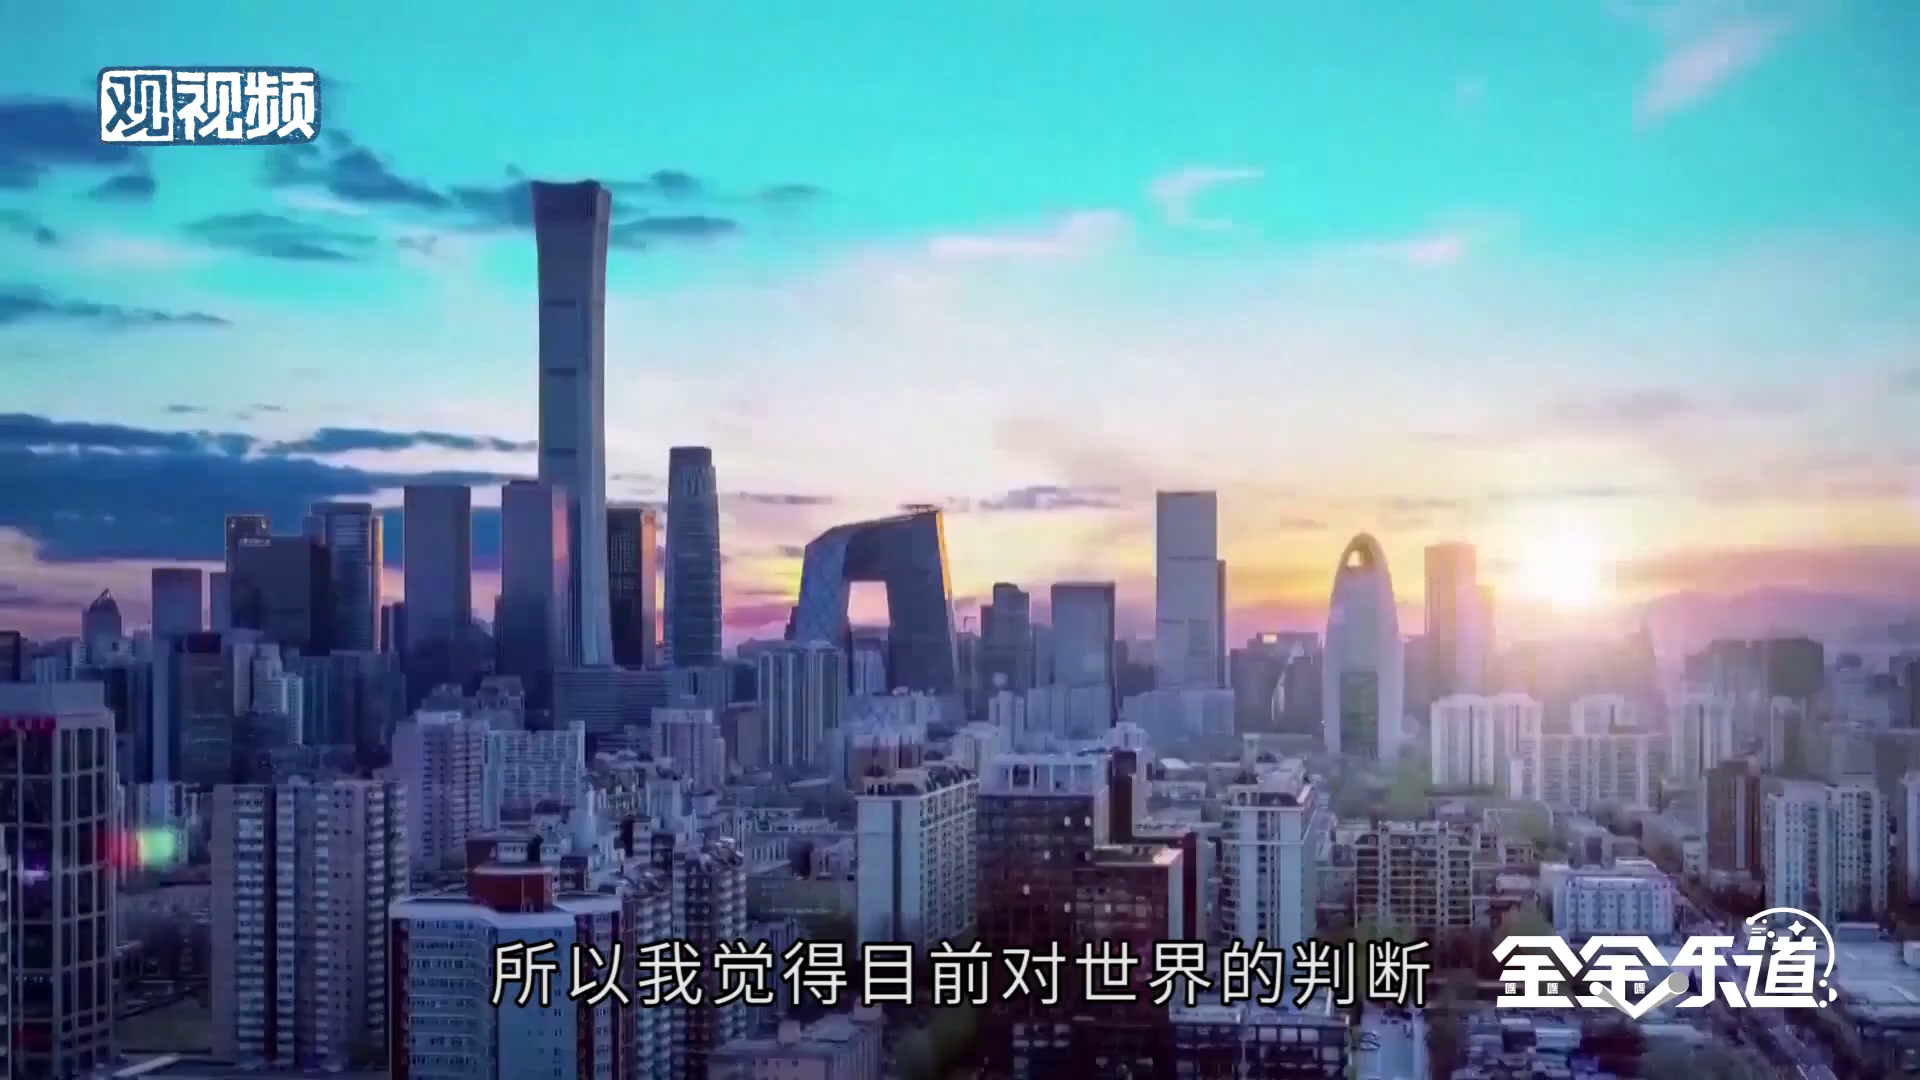 观视频
所以我觉得目前对世界的判断
金金乐道